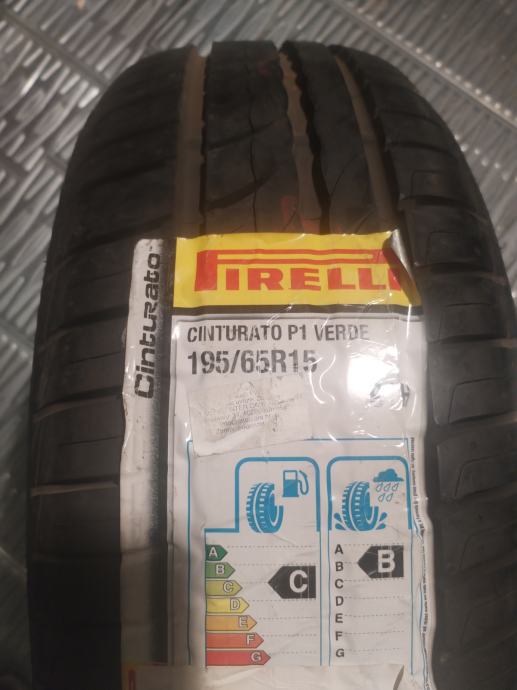 Cinturato
PIRELLI
CINTURATO P1 VERDE
195/65R15
A
B
C
D
E
F
G
C
A
B
C
D
E
F
G
B